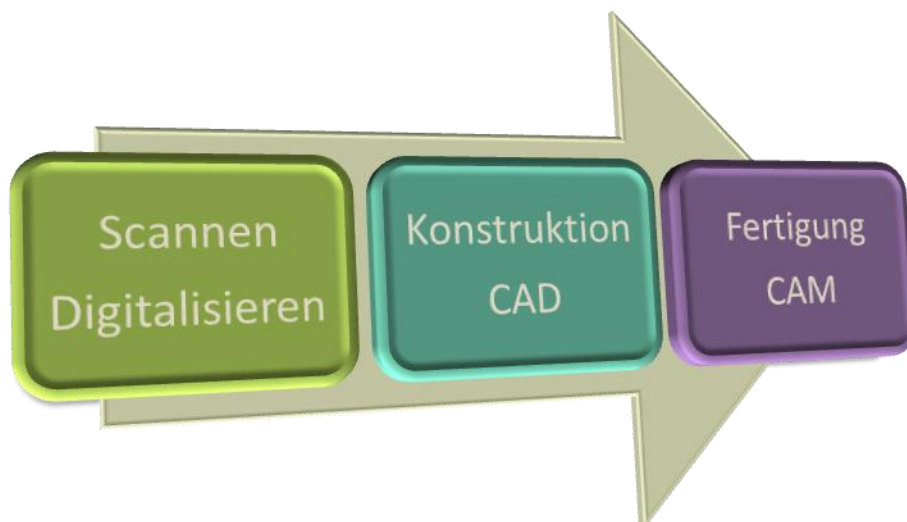 Scannen
Digitalisieren
Konstruktion
CAD
Fertigung
CAM